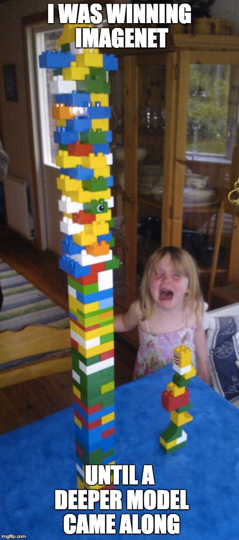 I WAS WINNING
IMAGENET
UNTIL A
DEEPER MODEL
CAME ALONG
imgflip.com